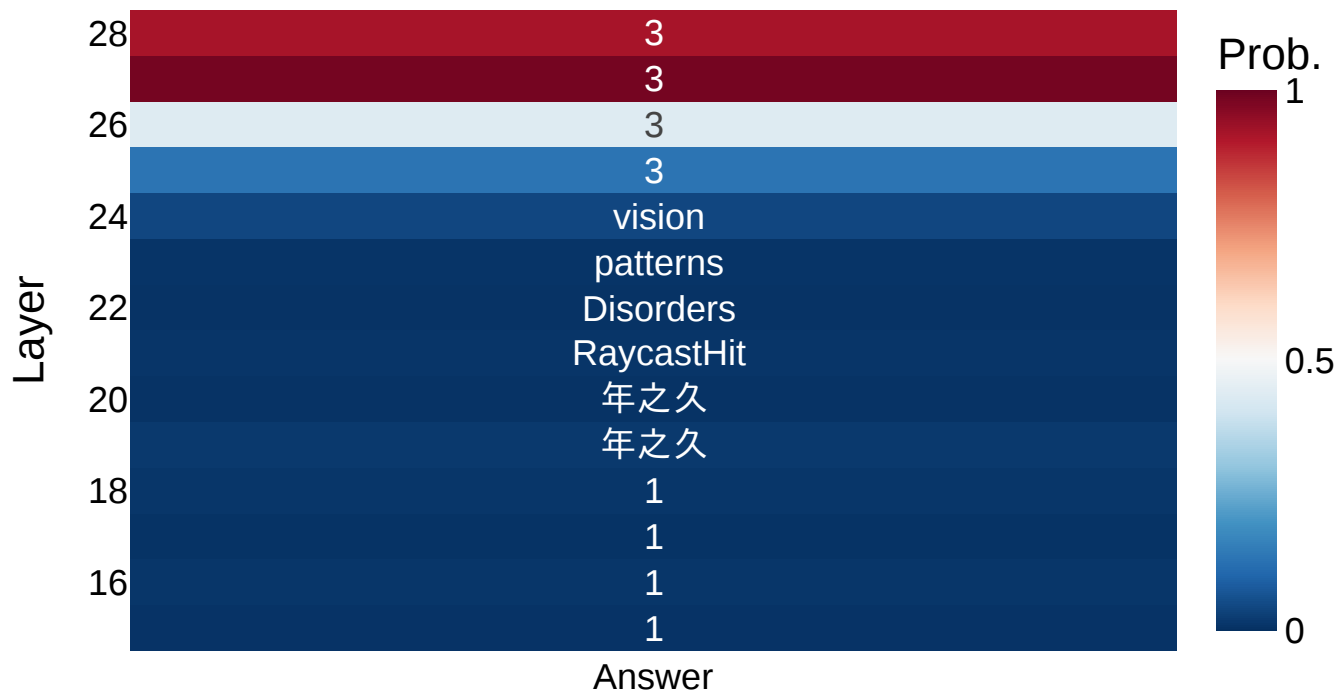 Prob.
28 3
3
26 3
3
24 vision
patterns
22 Disorders
RaycastHit
20 年之久
年之久
18 1
1
16 1
1
Answer
Layer
1
0.5
0